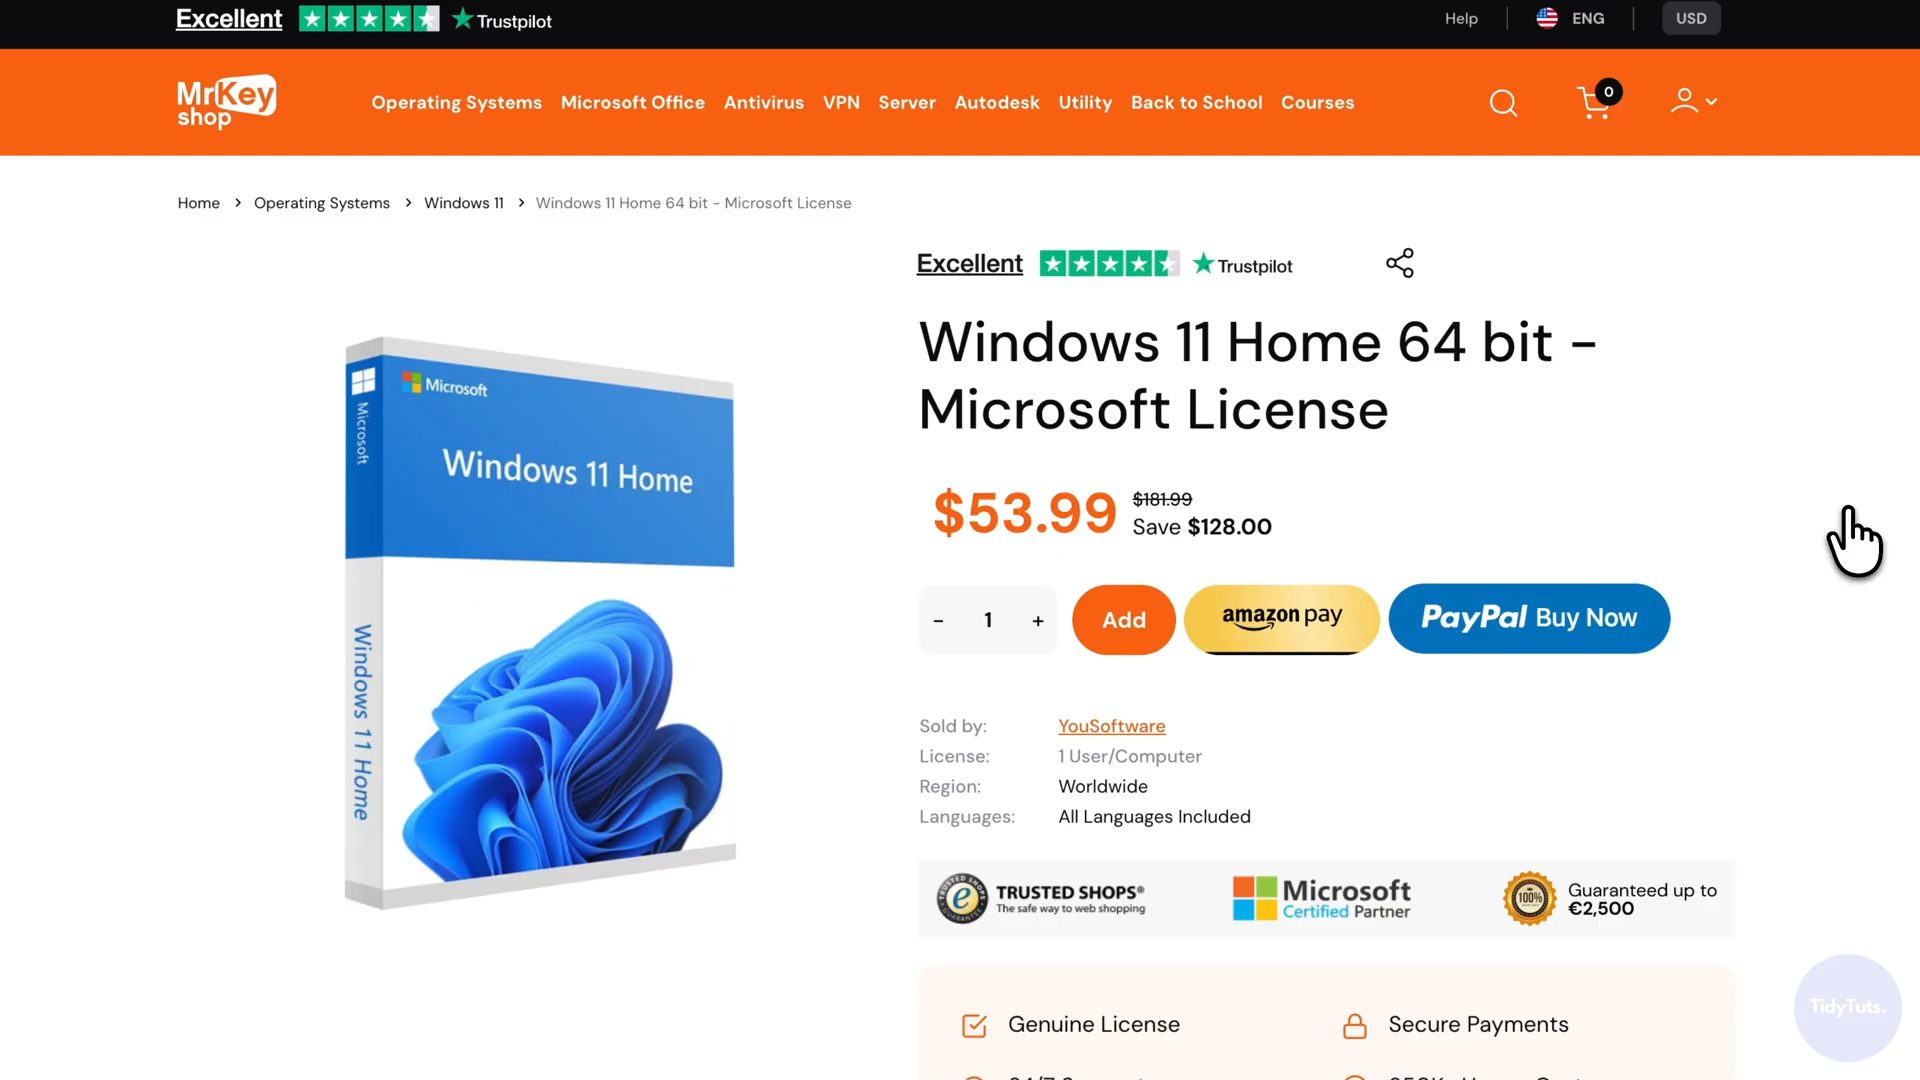 Excellent Trustpilot
Help ENG USD
MrKey
shop
Operating Systems Microsoft Office Antivirus VPN Server Autodesk Utility Back to School Courses
0
Home > Operating Systems > Windows 11 > Windows 11 Home 64 bit - Microsoft License
Excellent Trustpilot
Windows 11 Home 64 bit -
Microsoft License
Microsoft
Microsoft
Windows 11 Home
Windows 11 Home
$53.99
$181.99
Save $128.00
- 1 +
Add
amazon pay
PayPal Buy Now
Sold by: YouSoftware
License: 1 User/Computer
Region: Worldwide
Languages: All Languages Included
TRUSTED SHOPS®
The safe way to web shopping
Microsoft
Certified Partner
100%
Guaranteed up to
€2,500
Genuine License
Secure Payments
TidyTuts.